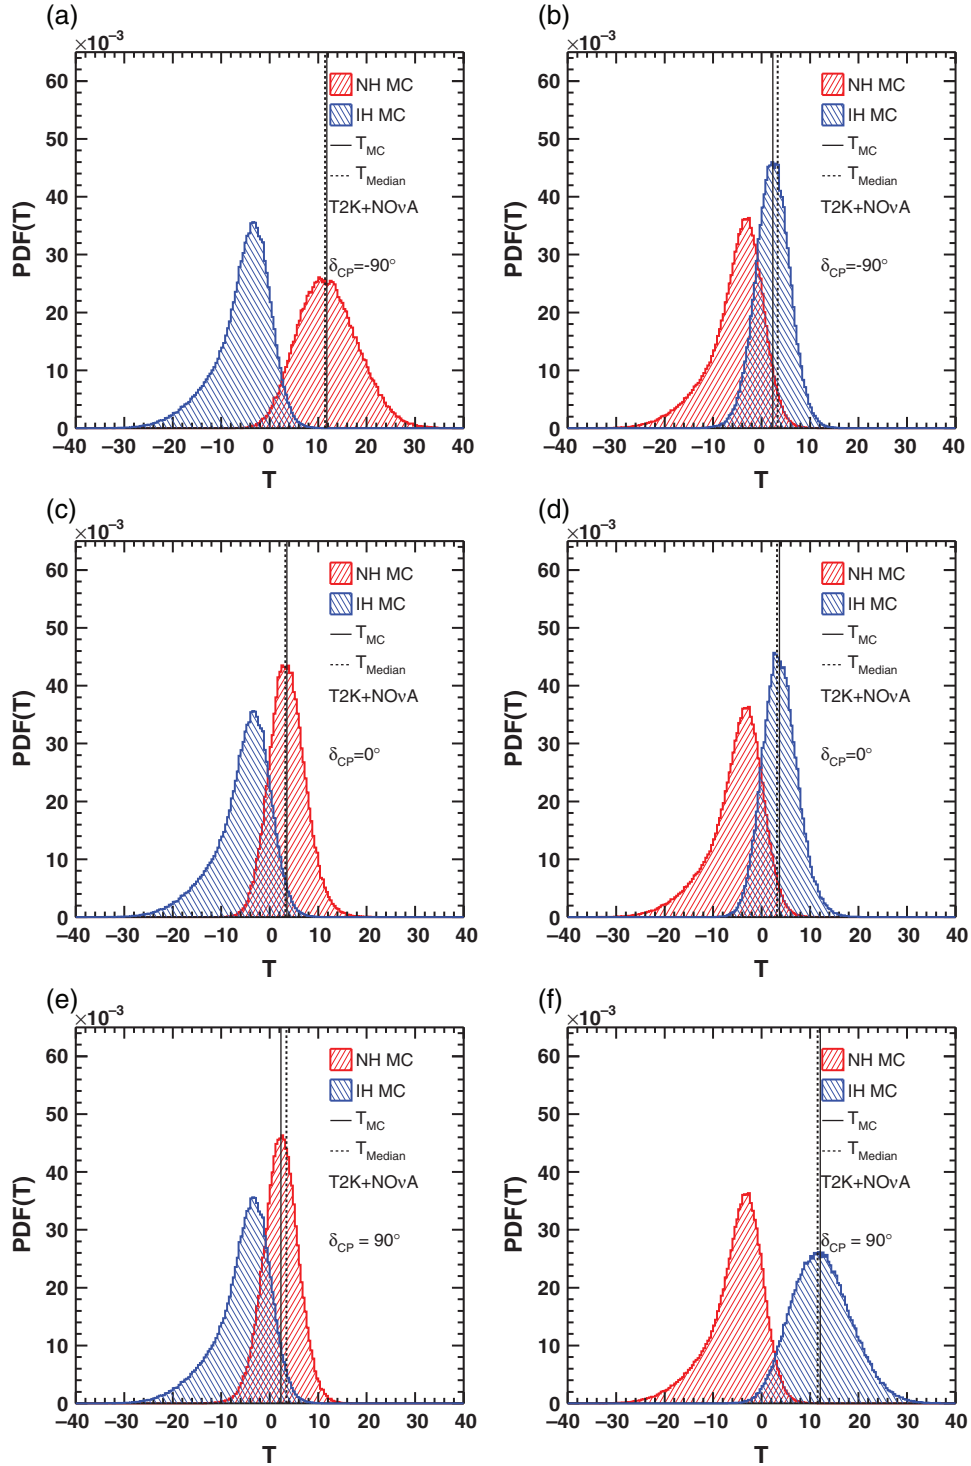 (a)
×10⁻³
60
50
40
30
20
10
0
PDF(T)
NH MC
IH MC
T_MC
T_Median
T2K+NOνA
δ_CP=-90°
−40 −30 −20 −10 0 10 20 30 40
T
(b)
×10⁻³
60
50
40
30
20
10
0
PDF(T)
NH MC
IH MC
T_MC
T_Median
T2K+NOνA
δ_CP=-90°
−40 −30 −20 −10 0 10 20 30 40
T
(c)
×10⁻³
60
50
40
30
20
10
0
PDF(T)
NH MC
IH MC
T_MC
T_Median
T2K+NOνA
δ_CP=0°
−40 −30 −20 −10 0 10 20 30 40
T
(d)
×10⁻³
60
50
40
30
20
10
0
PDF(T)
NH MC
IH MC
T_MC
T_Median
T2K+NOνA
δ_CP=0°
−40 −30 −20 −10 0 10 20 30 40
T
(e)
×10⁻³
60
50
40
30
20
10
0
PDF(T)
NH MC
IH MC
T_MC
T_Median
T2K+NOνA
δ_CP = 90°
−40 −30 −20 −10 0 10 20 30 40
T
(f)
×10⁻³
60
50
40
30
20
10
0
PDF(T)
NH MC
IH MC
T_MC
T_Median
T2K+NOνA
δ_CP = 90°
−40 −30 −20 −10 0 10 20 30 40
T